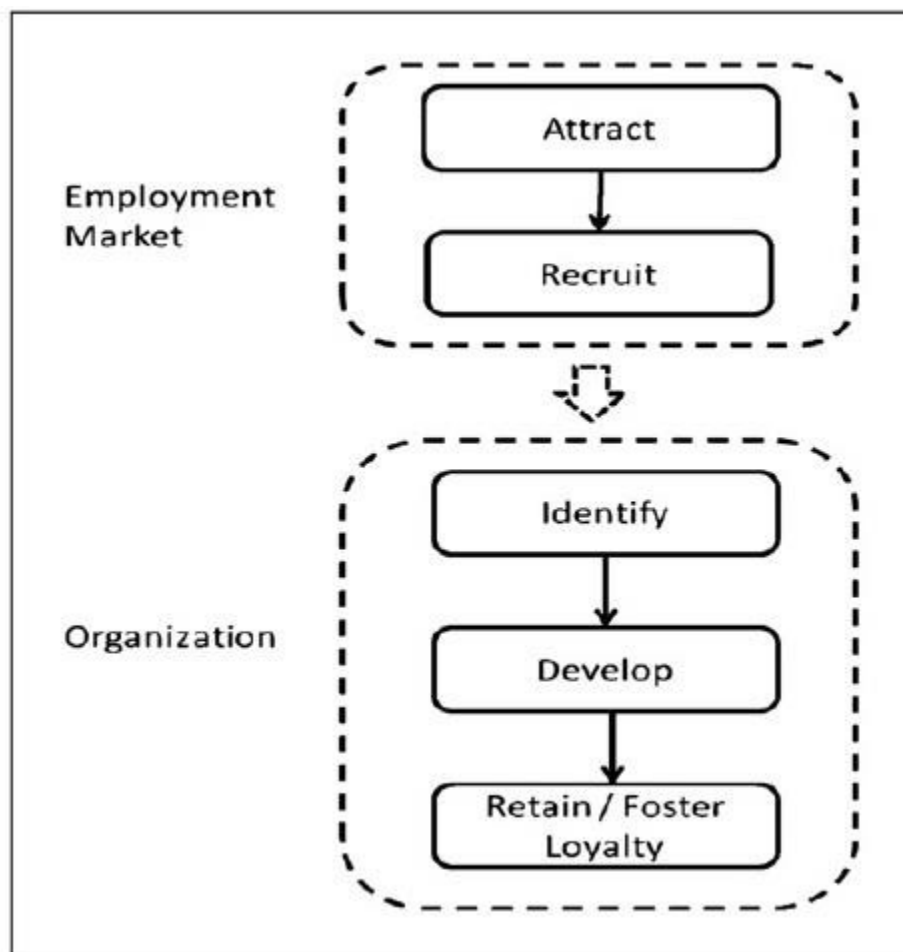 Attract
Employment
Market
Recruit
Identify
Organization
Develop
Retain / Foster
Loyalty